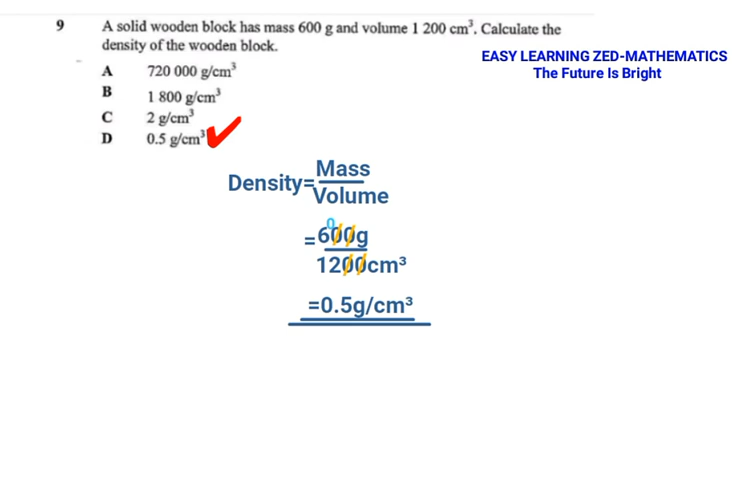 9 A solid wooden block has mass 600 g and volume 1 200 cm³. Calculate the
density of the wooden block.
EASY LEARNING ZED-MATHEMATICS
The Future Is Bright
A 720 000 g/cm³
B 1 800 g/cm³
C 2 g/cm³
D 0.5 g/cm³
Density=Mass
Volume
0
=600g
1200cm³
=0.5g/cm³